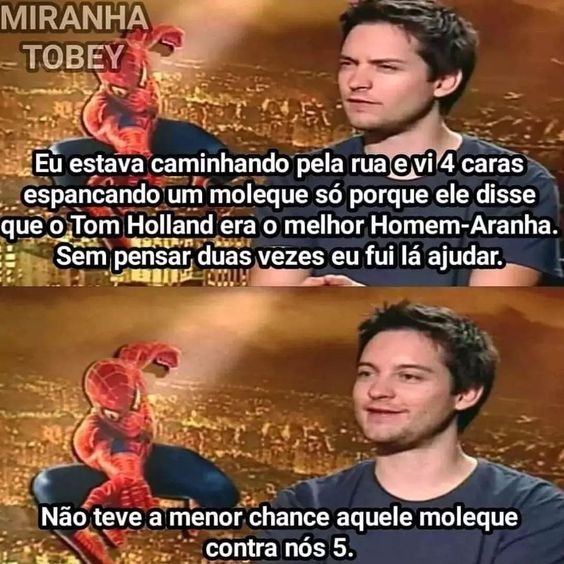 MIRANHA
TOBEY
Eu estava caminhando pela rua e vi 4 caras
espancando um moleque só porque ele disse
que o Tom Holland era o melhor Homem-Aranha.
Sem pensar duas vezes eu fui lá ajudar.
Não teve a menor chance aquele moleque
contra nós 5.